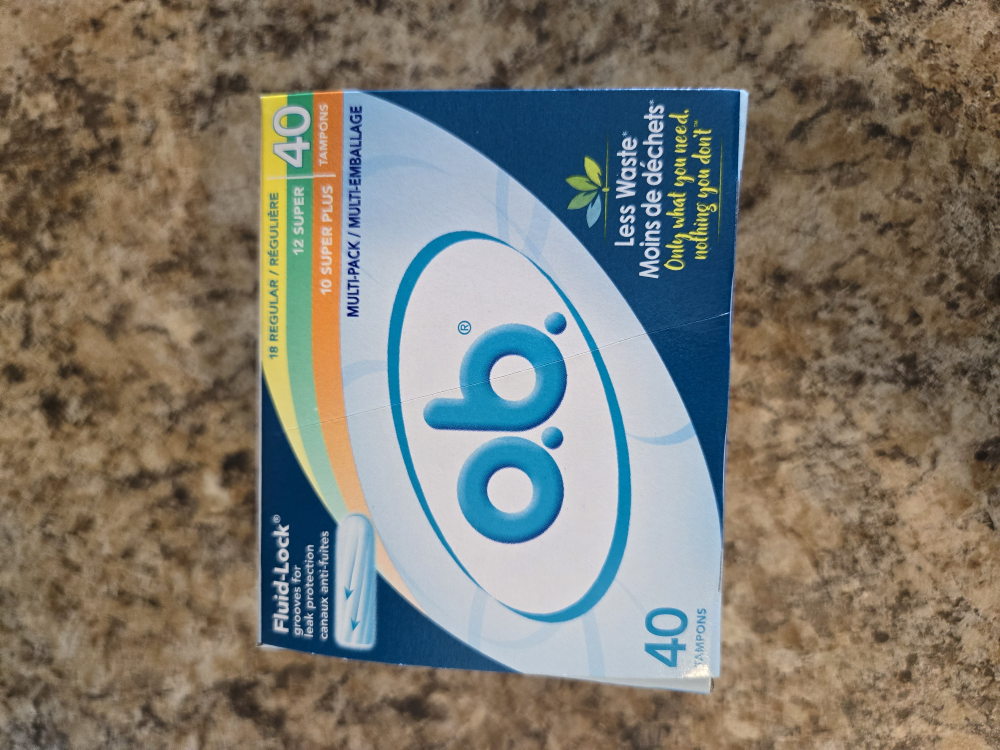 Fluid-Lock®
grooves for
leak protection
canaux anti-fuites
18 REGULAR / RÉGULIÈRE
12 SUPER
10 SUPER PLUS
40
TAMPONS
MULTI-PACK / MULTI-EMBALLAGE
o.b.®
Less Waste*
Moins de déchets*
Only what you need,
nothing you don't™
40
TAMPONS